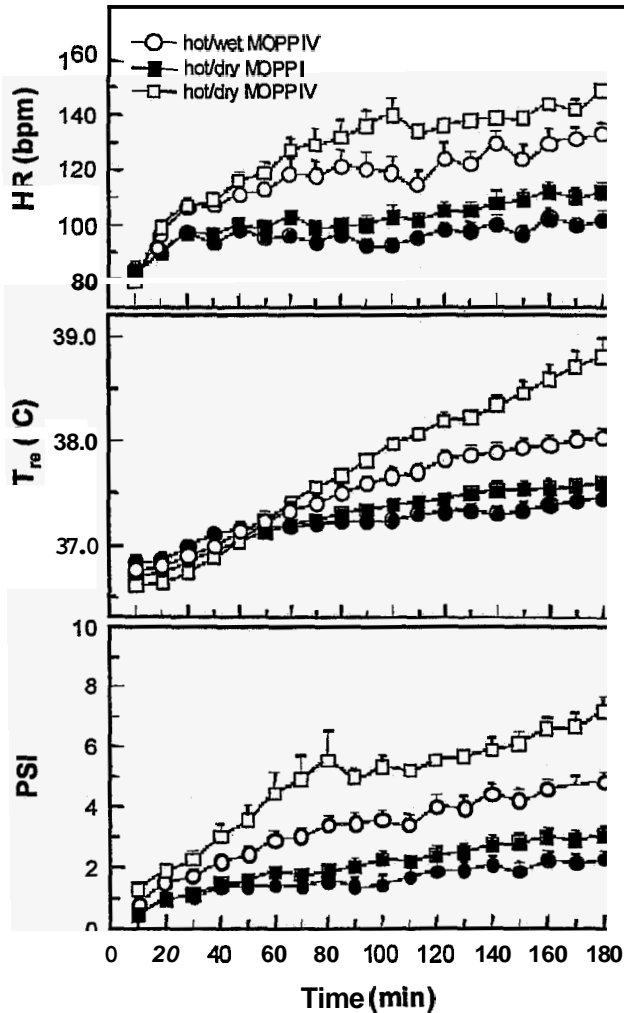 160
hot/wet MOPPIV
hot/dry MOPPI
hot/dry MOPPIV
140
120
100
80
HR (bpm)
39.0
38.0
37.0
Tre ( C)
10
8
6
4
2
0
PSI
0 20 40 60 80 100 120 140 160 180
Time (min)